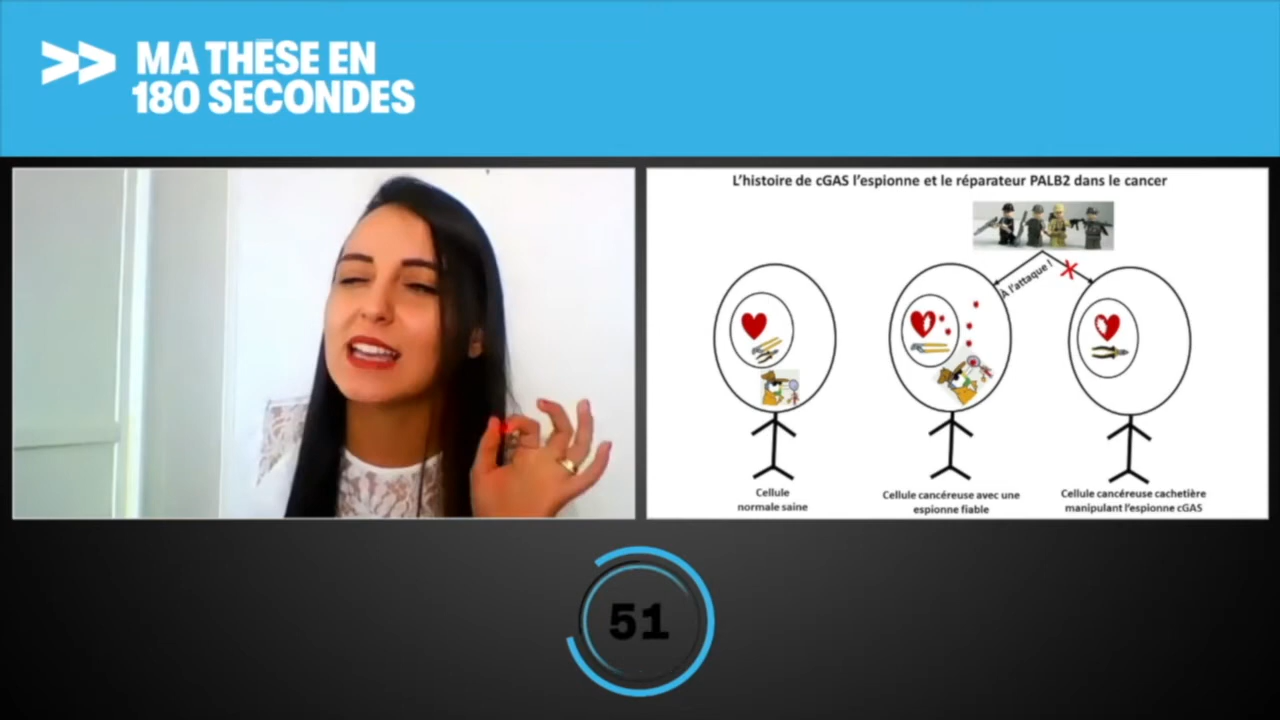 MA THÈSE EN
180 SECONDES
L'histoire de cGAS l'espionne et le réparateur PALB2 dans le cancer
À l'attaque !
Cellule
normale saine
Cellule cancéreuse avec une
espionne fiable
Cellule cancéreuse cachetière
manipulant l'espionne cGAS
51